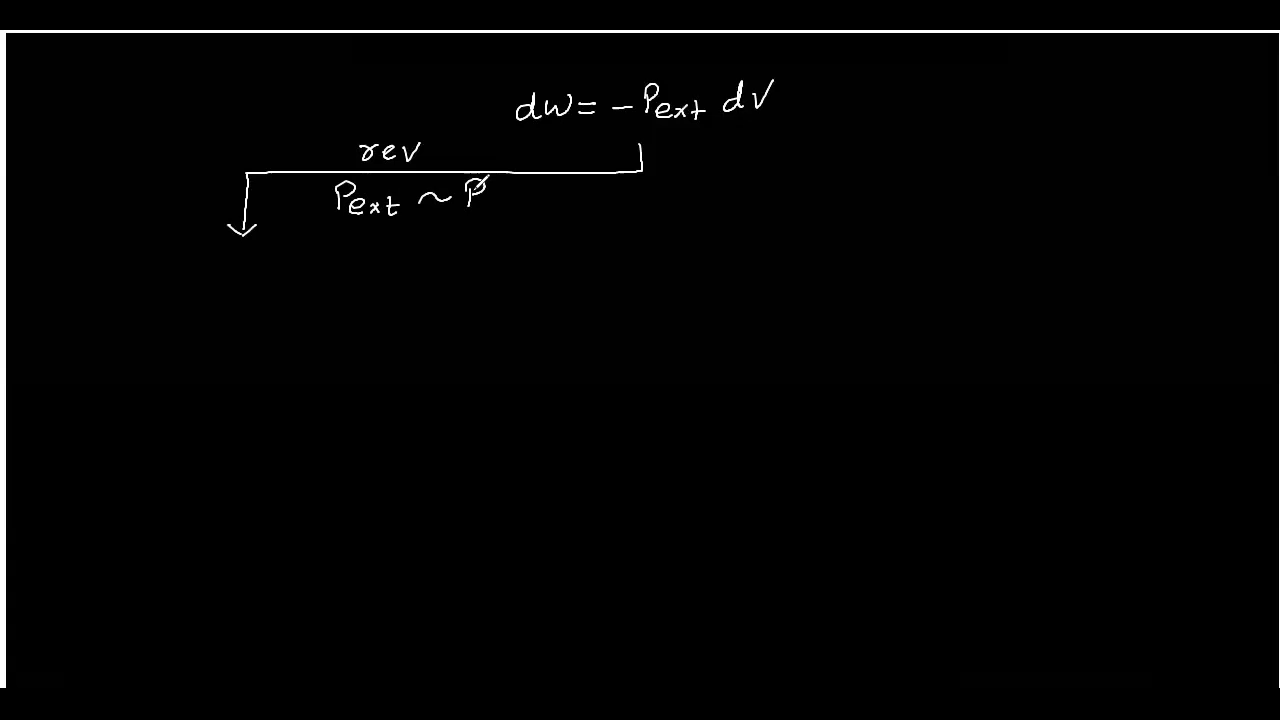 dw = - Pext dV
rev
Pext ~ P